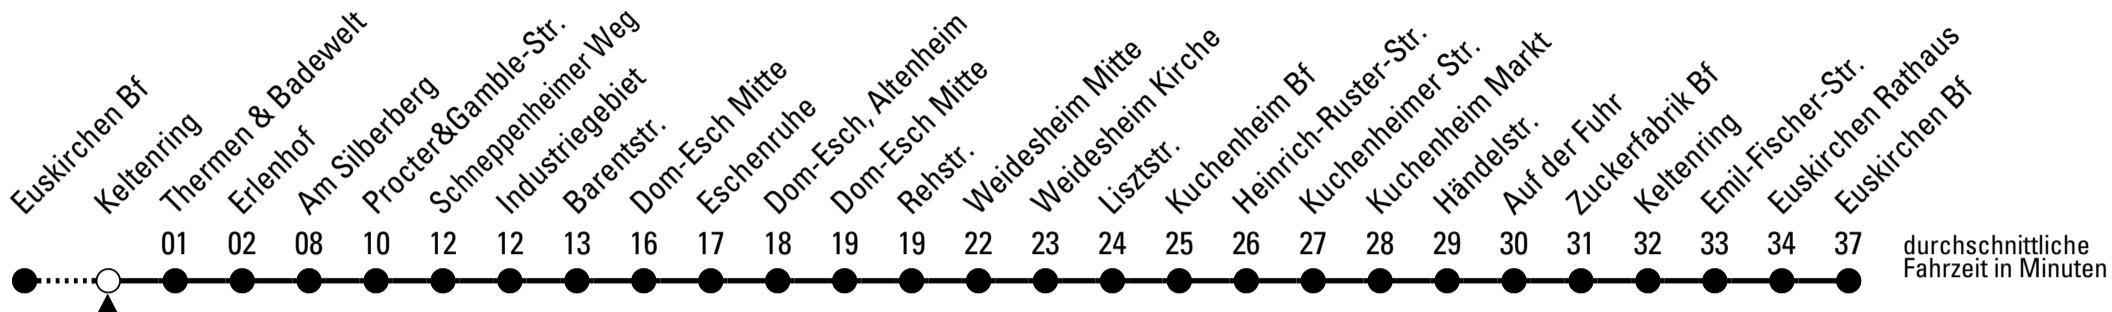 Euskirchen Bf
Keltenring
Thermen & Badewelt
Erlenhof
Am Silberberg
Procter&Gamble-Str.
Schneppenheimer Weg
Industriegebiet
Barentstr.
Dom-Esch Mitte
Eschenruhe
Dom-Esch, Altenheim
Dom-Esch Mitte
Rehstr.
Weidesheim Mitte
Weidesheim Kirche
Lisztstr.
Kuchenheim Bf
Heinrich-Ruster-Str.
Kuchenheimer Str.
Kuchenheim Markt
Händelstr.
Auf der Fuhr
Zuckerfabrik Bf
Keltenring
Emil-Fischer-Str.
Euskirchen Rathaus
Euskirchen Bf
01 02 08 10 12 12 13 16 17 18 19 19 22 23 24 25 26 27 28 29 30 31 32 33 34 37
durchschnittliche
Fahrzeit in Minuten